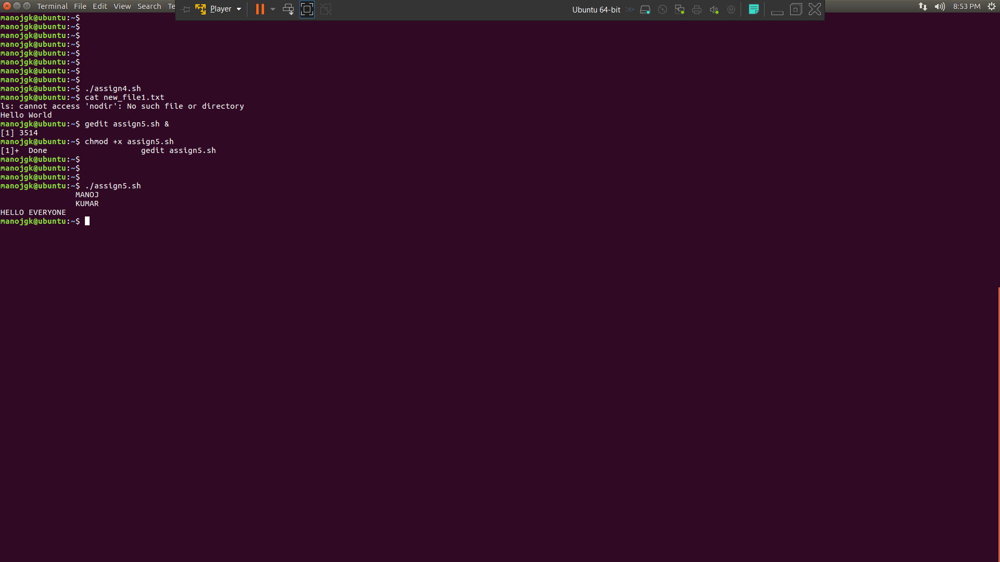 Terminal File Edit View Search Te Player Ubuntu 64-bit 8:53 PM
manojgk@ubuntu:~$
manojgk@ubuntu:~$
manojgk@ubuntu:~$
manojgk@ubuntu:~$
manojgk@ubuntu:~$
manojgk@ubuntu:~$
manojgk@ubuntu:~$
manojgk@ubuntu:~$
manojgk@ubuntu:~$ ./assign4.sh
manojgk@ubuntu:~$ cat new_file1.txt
ls: cannot access 'nodir': No such file or directory
Hello World
manojgk@ubuntu:~$ gedit assign5.sh &
[1] 3514
manojgk@ubuntu:~$ chmod +x assign5.sh
[1]+  Done                    gedit assign5.sh
manojgk@ubuntu:~$
manojgk@ubuntu:~$
manojgk@ubuntu:~$
manojgk@ubuntu:~$ ./assign5.sh
                MANOJ
                KUMAR
HELLO EVERYONE
manojgk@ubuntu:~$